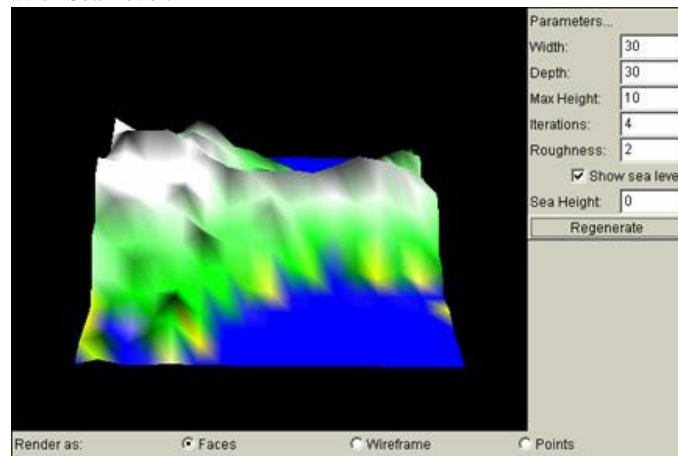 Parameters...
Width: 30
Depth: 30
Max Height: 10
Iterations: 4
Roughness: 2
Show sea leve
Sea Height: 0
Regenerate
Render as: Faces Wireframe Points